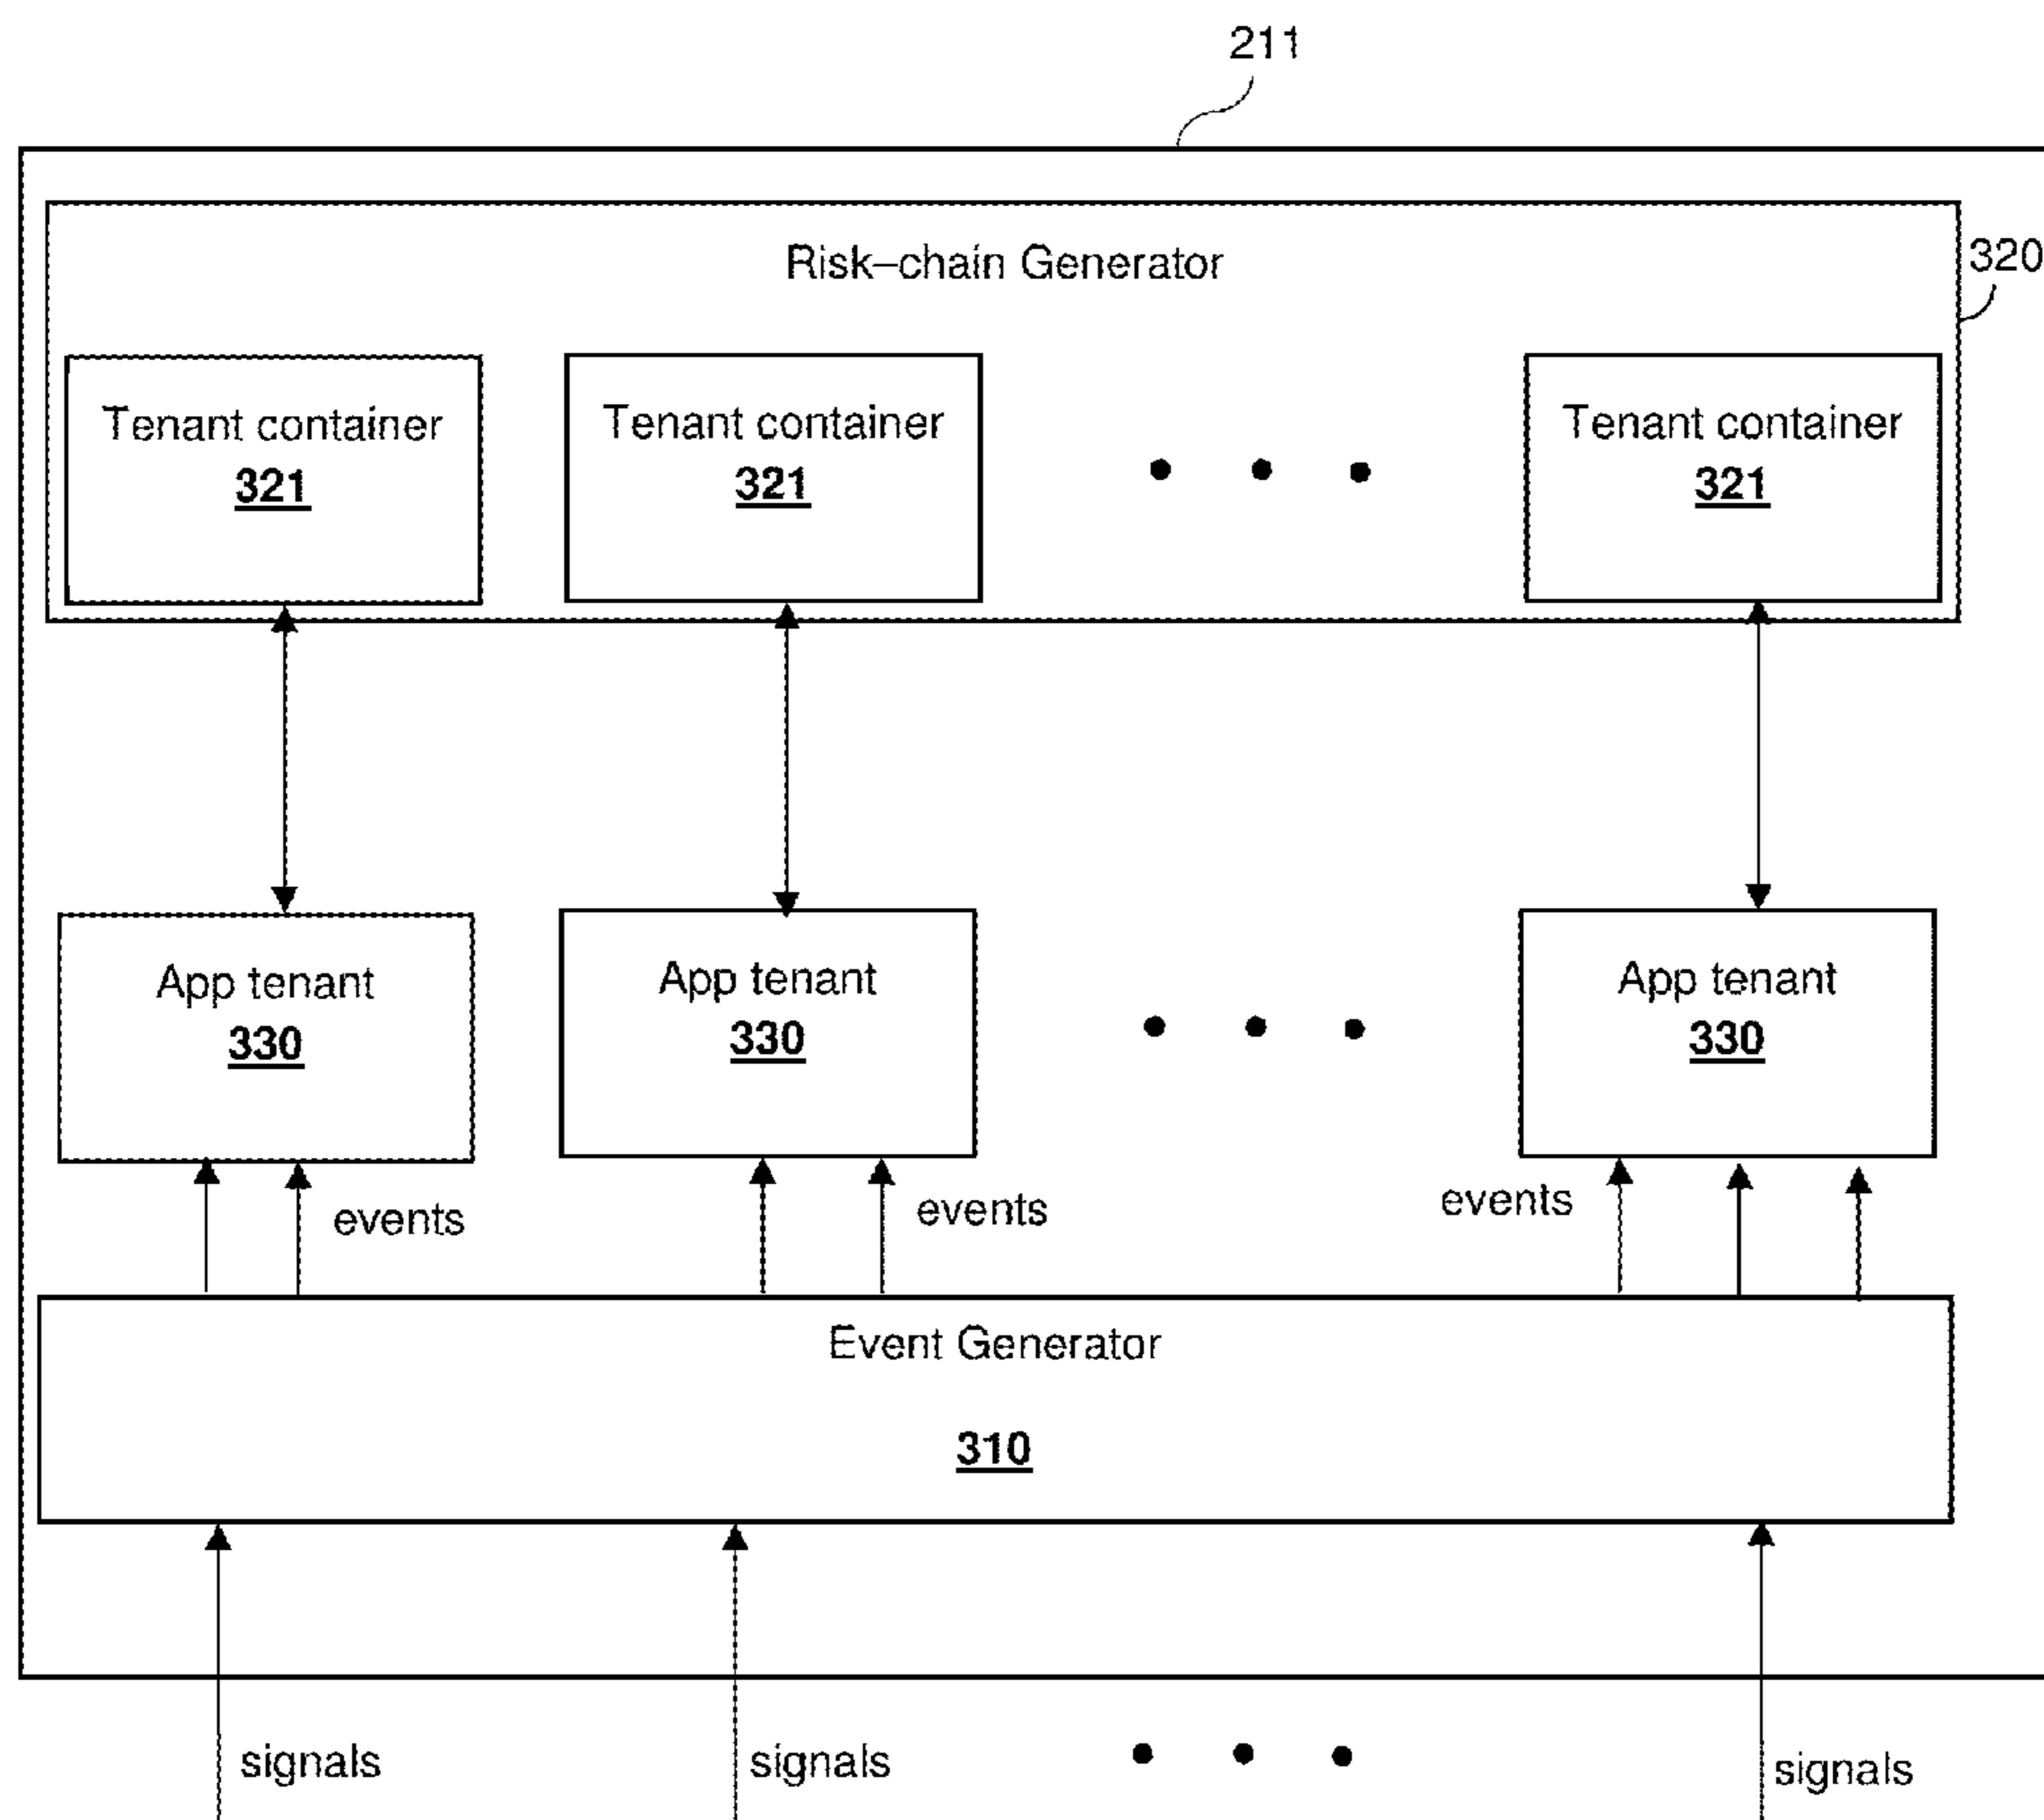 211
Risk–chain Generator
320
Tenant container
321
Tenant container
321
Tenant container
321
App tenant
330
App tenant
330
App tenant
330
events
events
events
Event Generator
310
signals
signals
signals